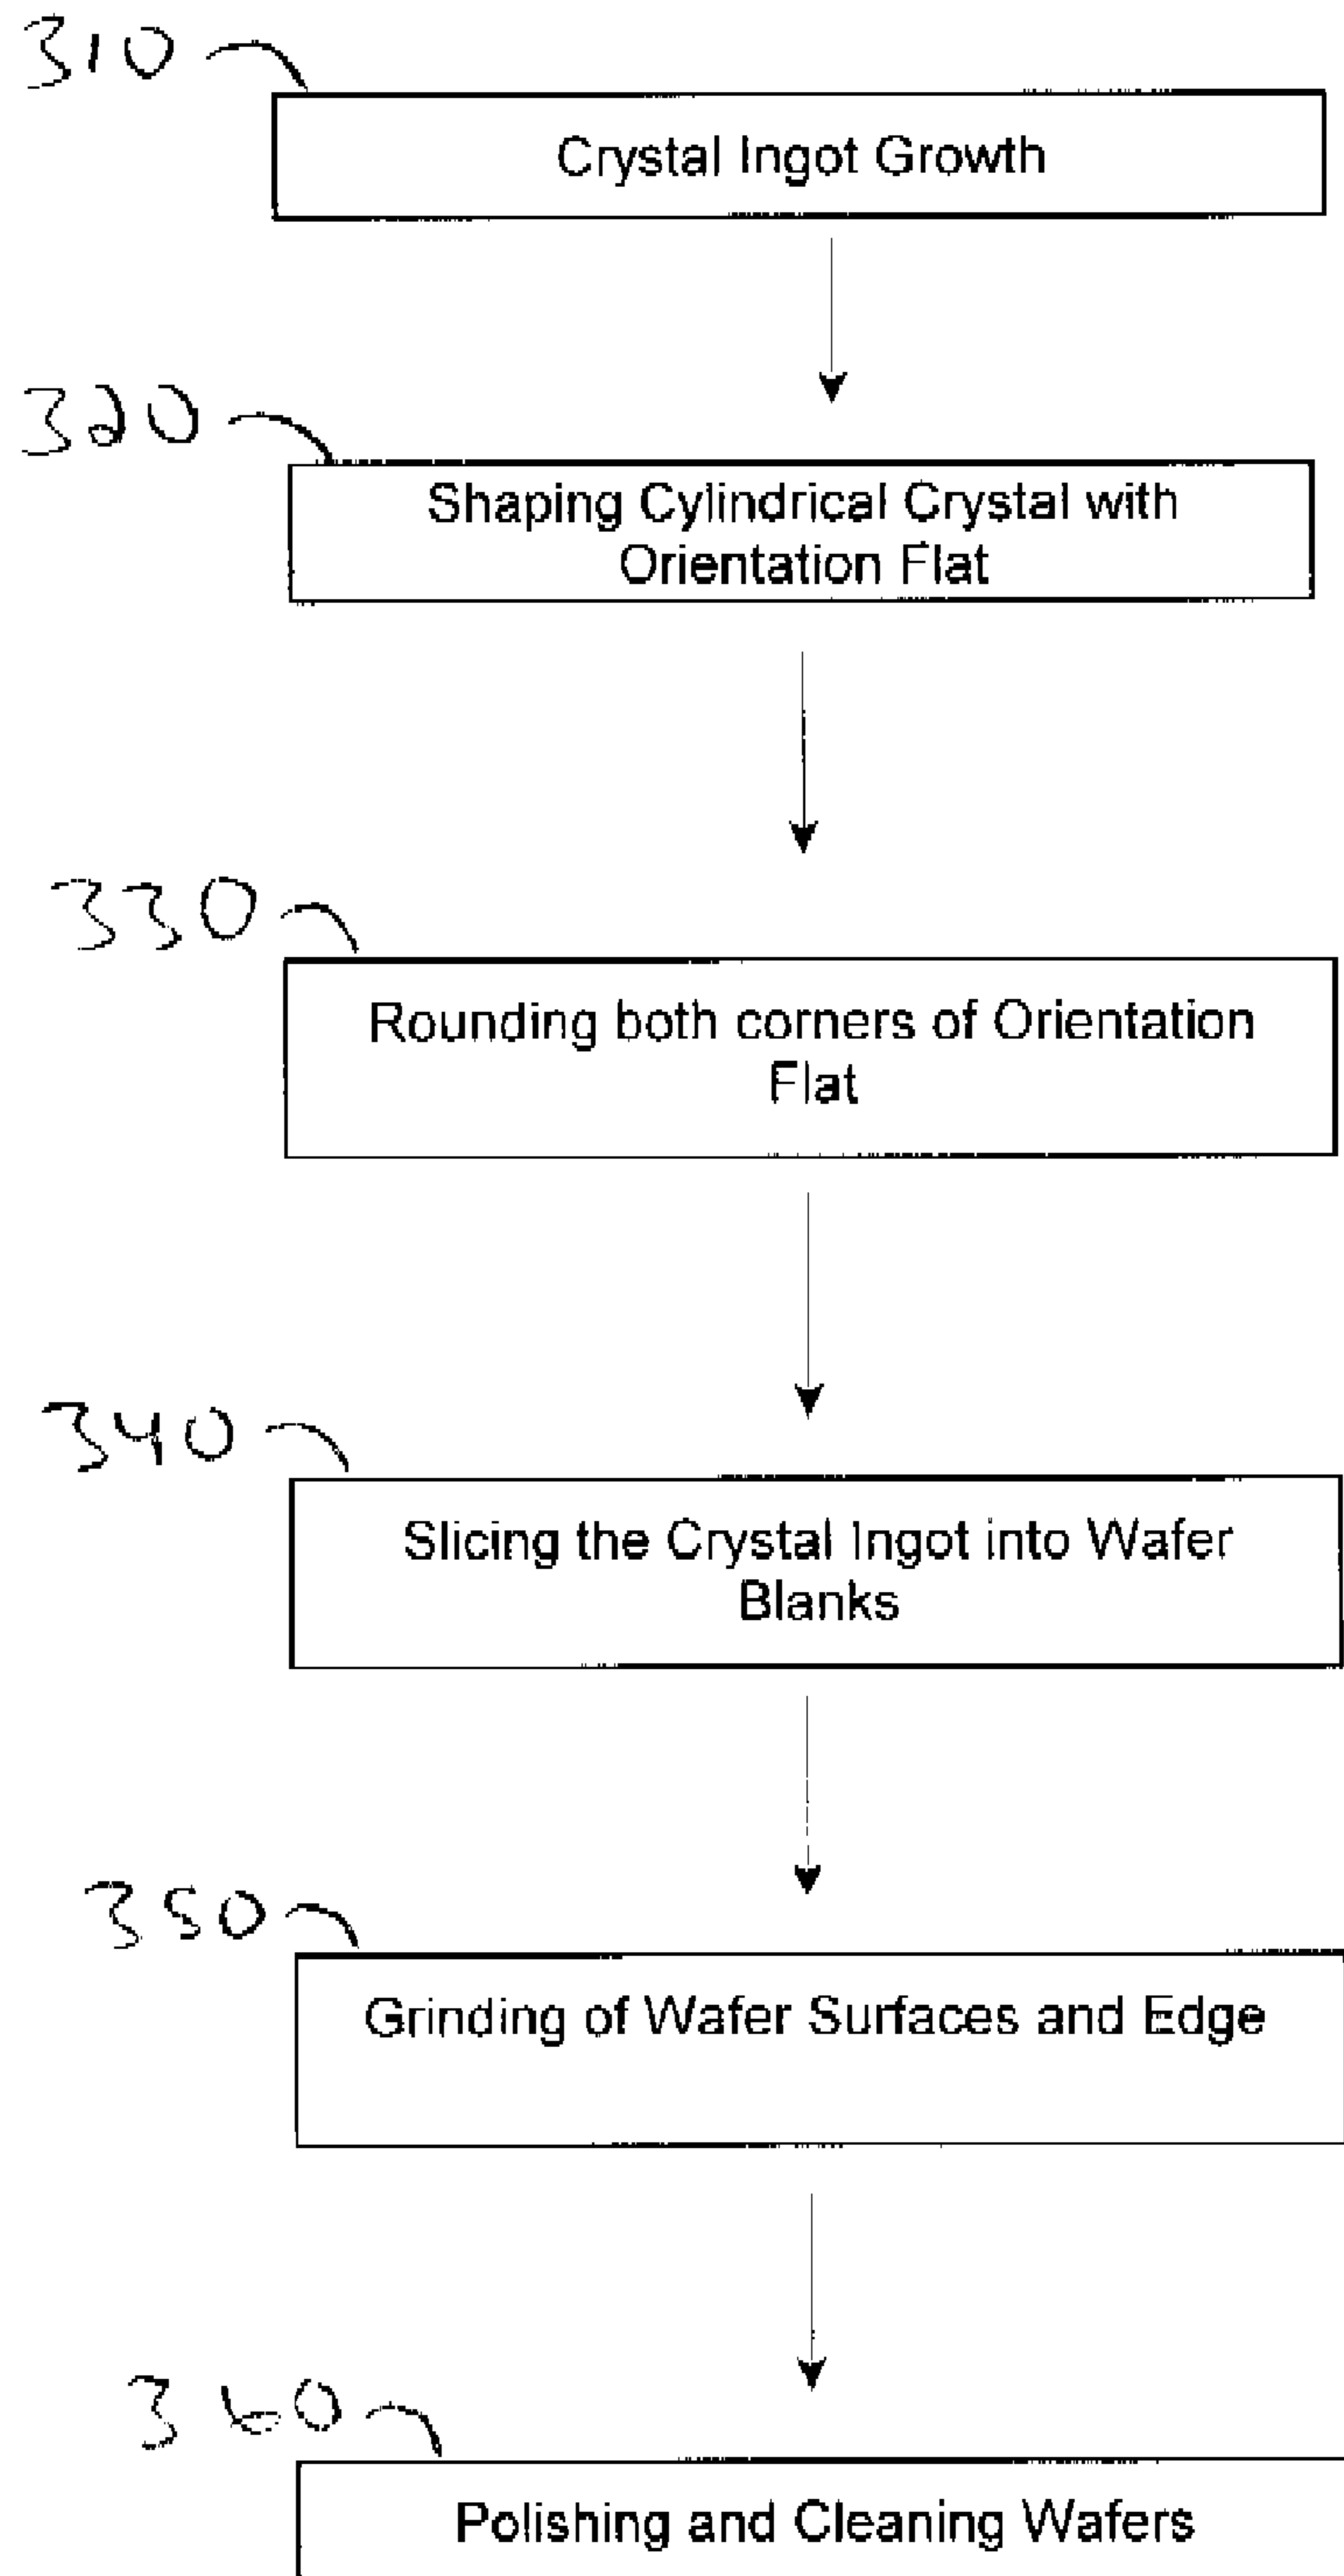 310
Crystal Ingot Growth
320
Shaping Cylindrical Crystal with
Orientation Flat
330
Rounding both corners of Orientation
Flat
340
Slicing the Crystal Ingot into Wafer
Blanks
350
Grinding of Wafer Surfaces and Edge
360
Polishing and Cleaning Wafers